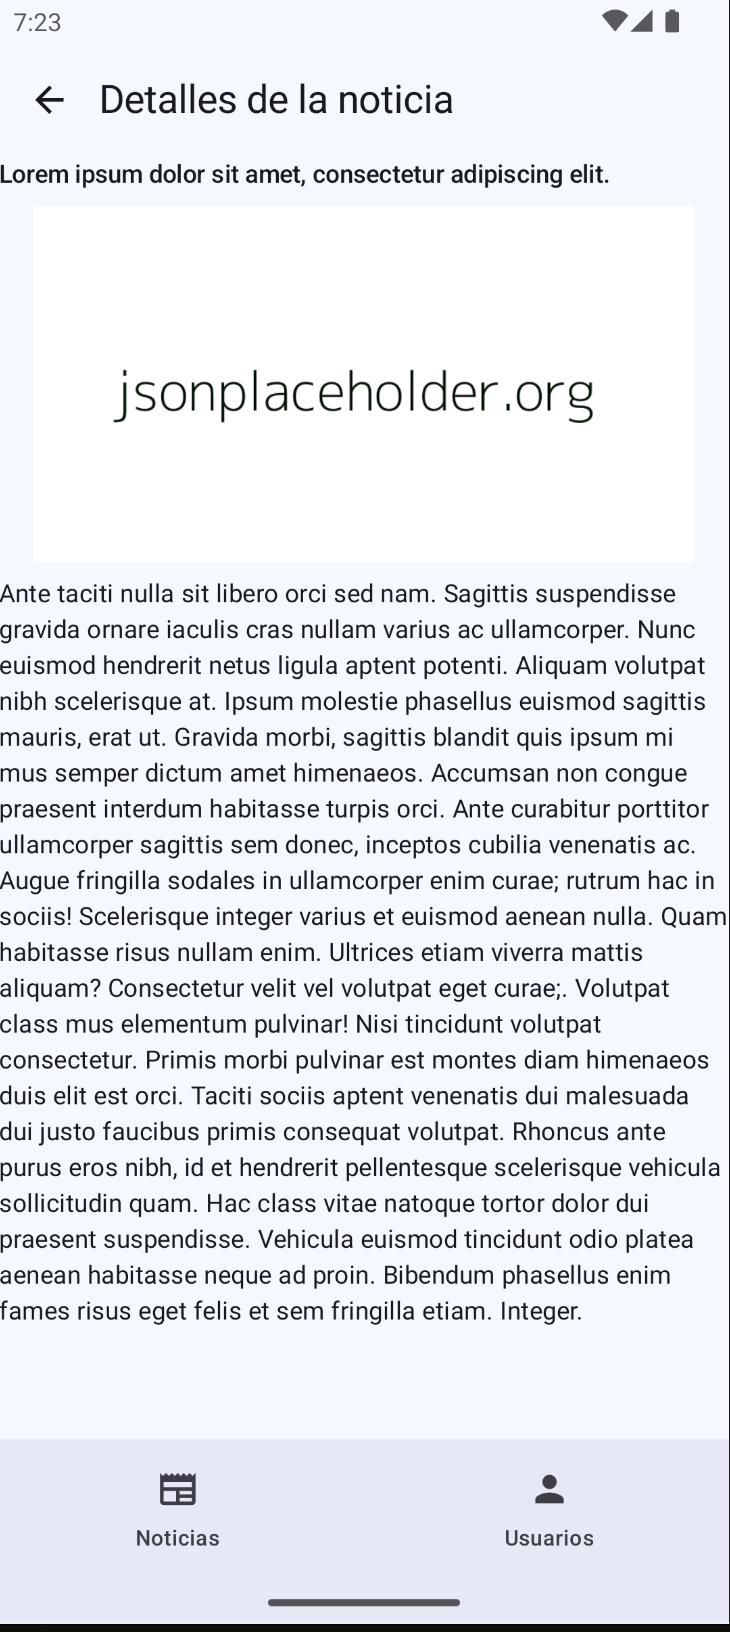 7:23
Detalles de la noticia
Lorem ipsum dolor sit amet, consectetur adipiscing elit.
jsonplaceholder.org
Ante taciti nulla sit libero orci sed nam. Sagittis suspendisse
gravida ornare iaculis cras nullam varius ac ullamcorper. Nunc
euismod hendrerit netus ligula aptent potenti. Aliquam volutpat
nibh scelerisque at. Ipsum molestie phasellus euismod sagittis
mauris, erat ut. Gravida morbi, sagittis blandit quis ipsum mi
mus semper dictum amet himenaeos. Accumsan non congue
praesent interdum habitasse turpis orci. Ante curabitur porttitor
ullamcorper sagittis sem donec, inceptos cubilia venenatis ac.
Augue fringilla sodales in ullamcorper enim curae; rutrum hac in
sociis! Scelerisque integer varius et euismod aenean nulla. Quam
habitasse risus nullam enim. Ultrices etiam viverra mattis
aliquam? Consectetur velit vel volutpat eget curae;. Volutpat
class mus elementum pulvinar! Nisi tincidunt volutpat
consectetur. Primis morbi pulvinar est montes diam himenaeos
duis elit est orci. Taciti sociis aptent venenatis dui malesuada
dui justo faucibus primis consequat volutpat. Rhoncus ante
purus eros nibh, id et hendrerit pellentesque scelerisque vehicula
sollicitudin quam. Hac class vitae natoque tortor dolor dui
praesent suspendisse. Vehicula euismod tincidunt odio platea
aenean habitasse neque ad proin. Bibendum phasellus enim
fames risus eget felis et sem fringilla etiam. Integer.
Noticias
Usuarios